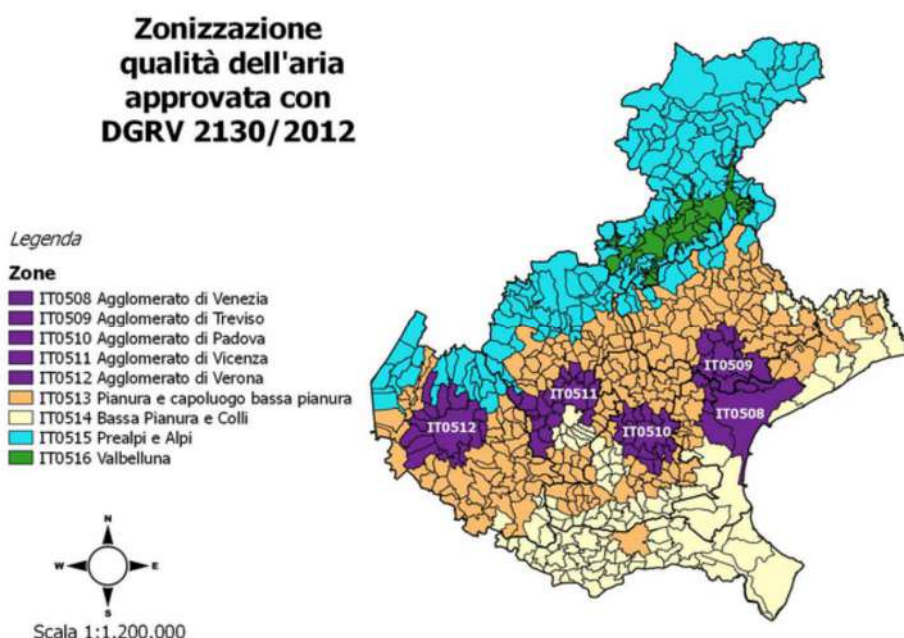 Zonizzazione
qualità dell'aria
approvata con
DGRV 2130/2012
Legenda
Zone
IT0508 Agglomerato di Venezia
IT0509 Agglomerato di Treviso
IT0510 Agglomerato di Padova
IT0511 Agglomerato di Vicenza
IT0512 Agglomerato di Verona
IT0513 Pianura e capoluogo bassa pianura
IT0514 Bassa Pianura e Colli
IT0515 Prealpi e Alpi
IT0516 Valbelluna
IT0509
IT0511
IT0508
IT0512
IT0510
N
W
E
S
Scala 1:1.200.000